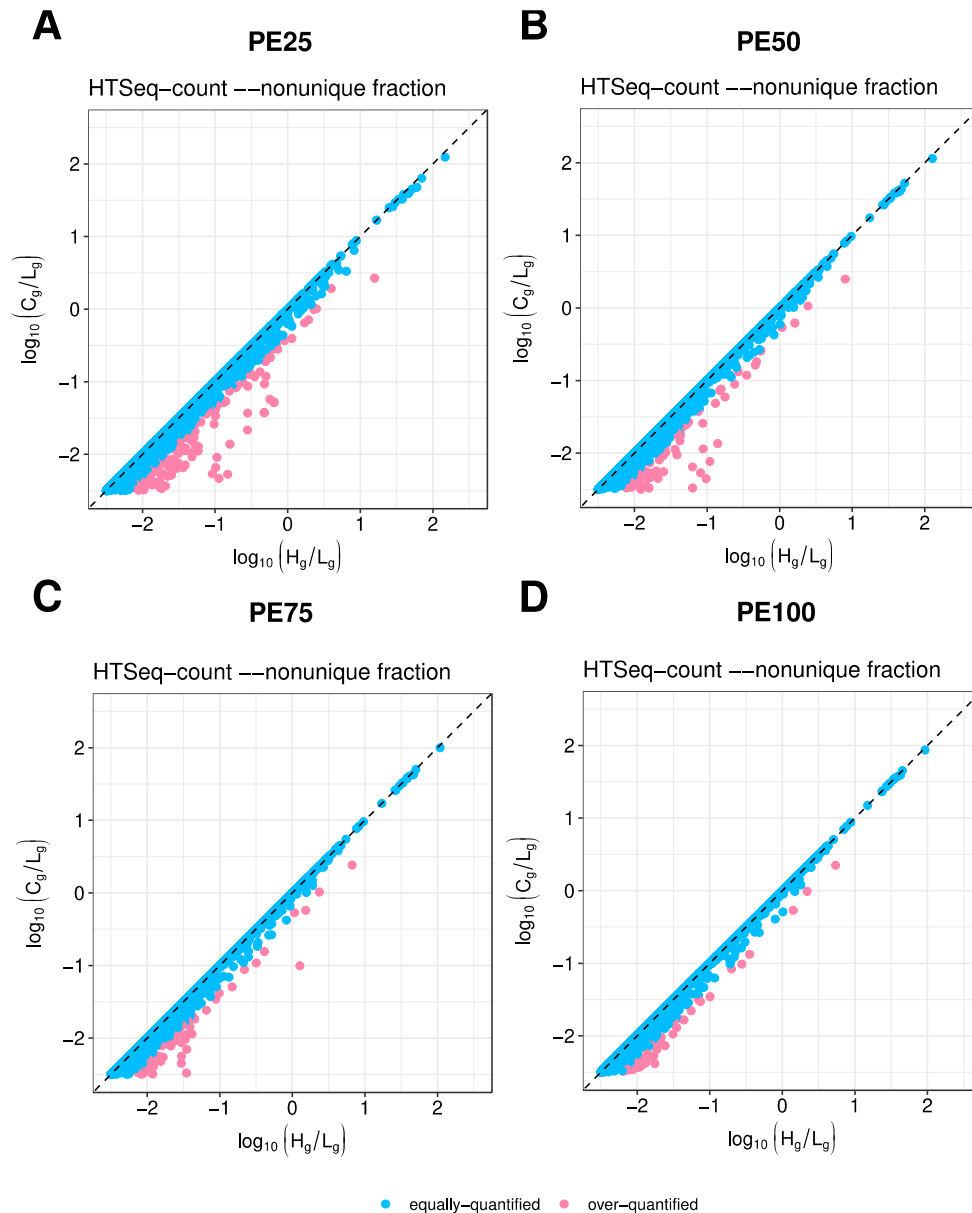 A
PE25
HTSeq−count −−nonunique fraction
2
1
0
−1
−2
log10 (Cg/Lg)
−2 −1 0 1 2
log10 (Hg/Lg)
B
PE50
HTSeq−count −−nonunique fraction
2
1
0
−1
−2
log10 (Cg/Lg)
−2 −1 0 1 2
log10 (Hg/Lg)
C
PE75
HTSeq−count −−nonunique fraction
2
1
0
−1
−2
log10 (Cg/Lg)
−2 −1 0 1 2
log10 (Hg/Lg)
D
PE100
HTSeq−count −−nonunique fraction
2
1
0
−1
−2
log10 (Cg/Lg)
−2 −1 0 1 2
log10 (Hg/Lg)
equally−quantified over−quantified